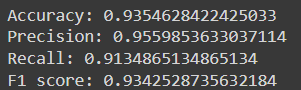 Accuracy: 0.9354628422425033
Precision: 0.9559853633037114
Recall: 0.9134865134865134
F1 score: 0.9342528735632184